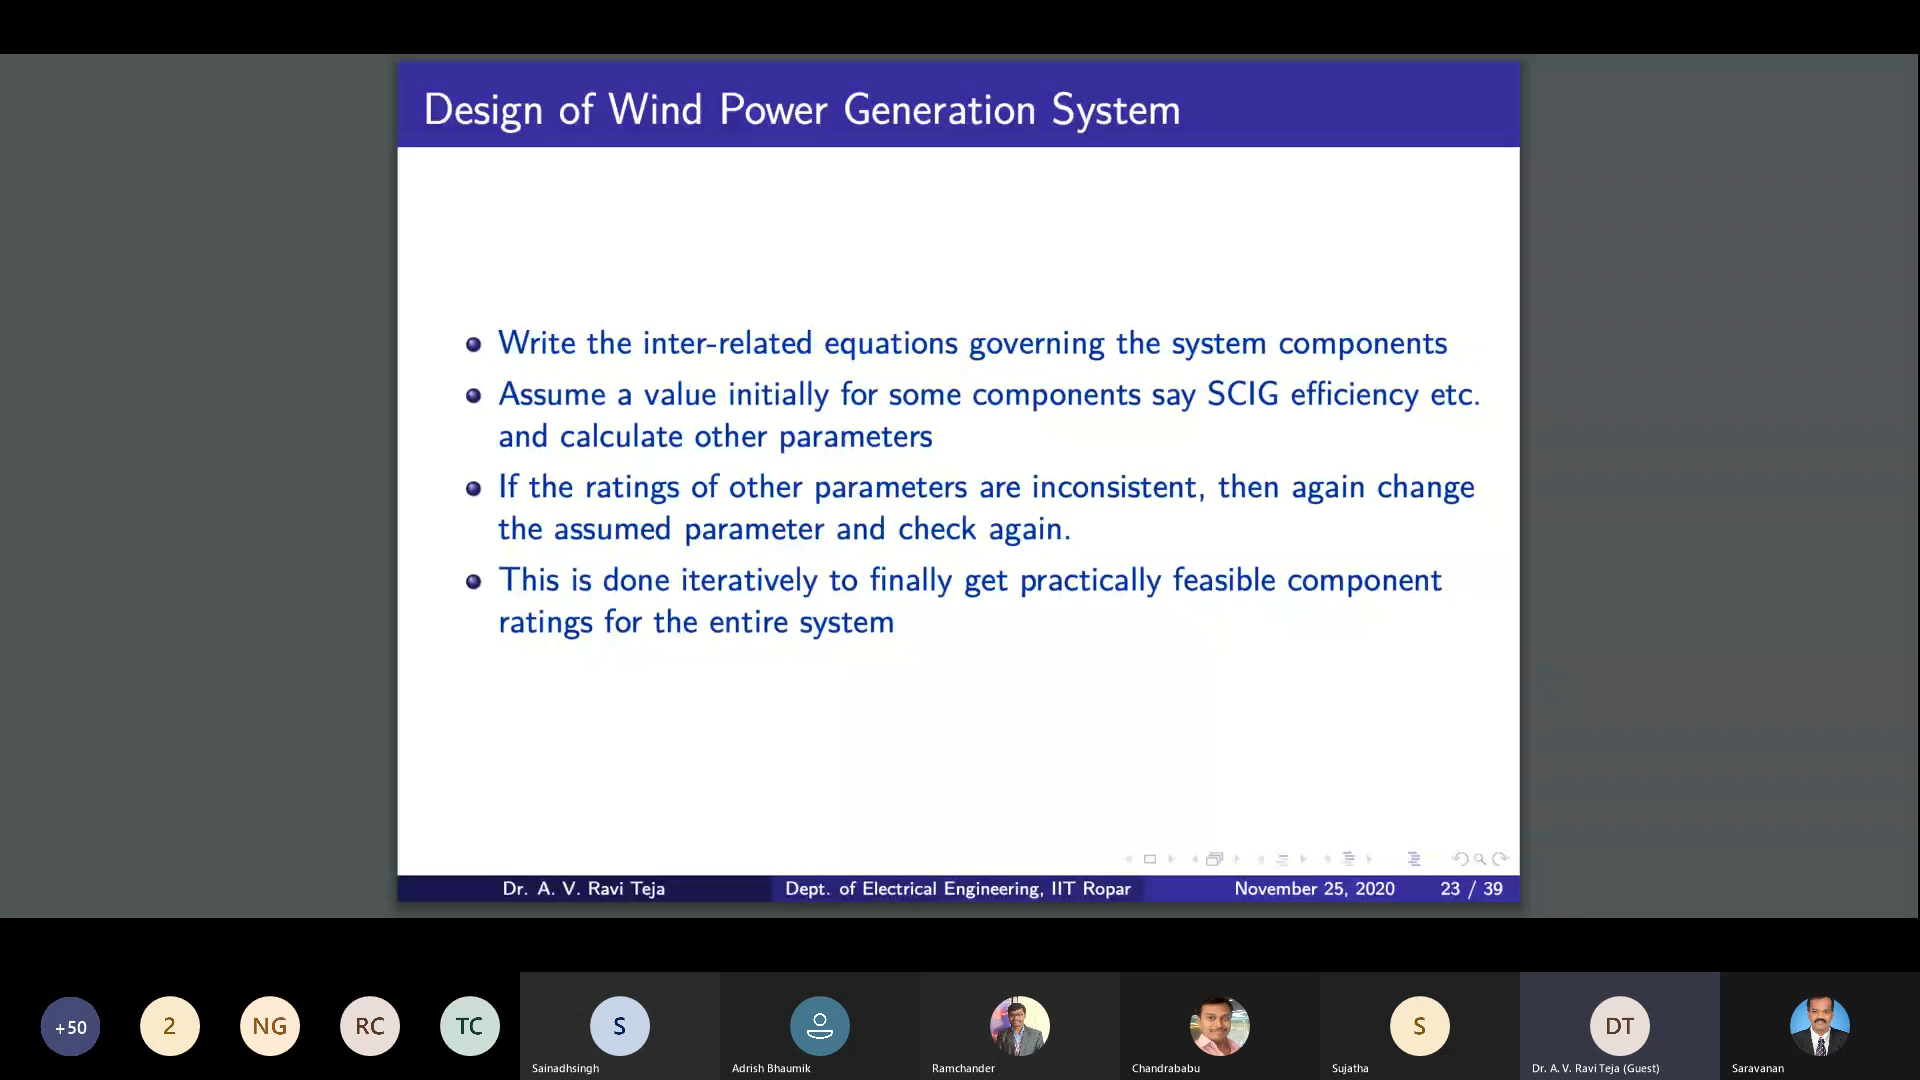 Design of Wind Power Generation System
Write the inter-related equations governing the system components
Assume a value initially for some components say SCIG efficiency etc.
and calculate other parameters
If the ratings of other parameters are inconsistent, then again change
the assumed parameter and check again.
This is done iteratively to finally get practically feasible component
ratings for the entire system
Dr. A. V. Ravi Teja Dept. of Electrical Engineering, IIT Ropar November 25, 2020 23 / 39
+50 2 NG RC TC S S DT
Sainadhsingh Adrish Bhaumik Ramchander Chandrababu Sujatha Dr. A. V. Ravi Teja (Guest) Saravanan